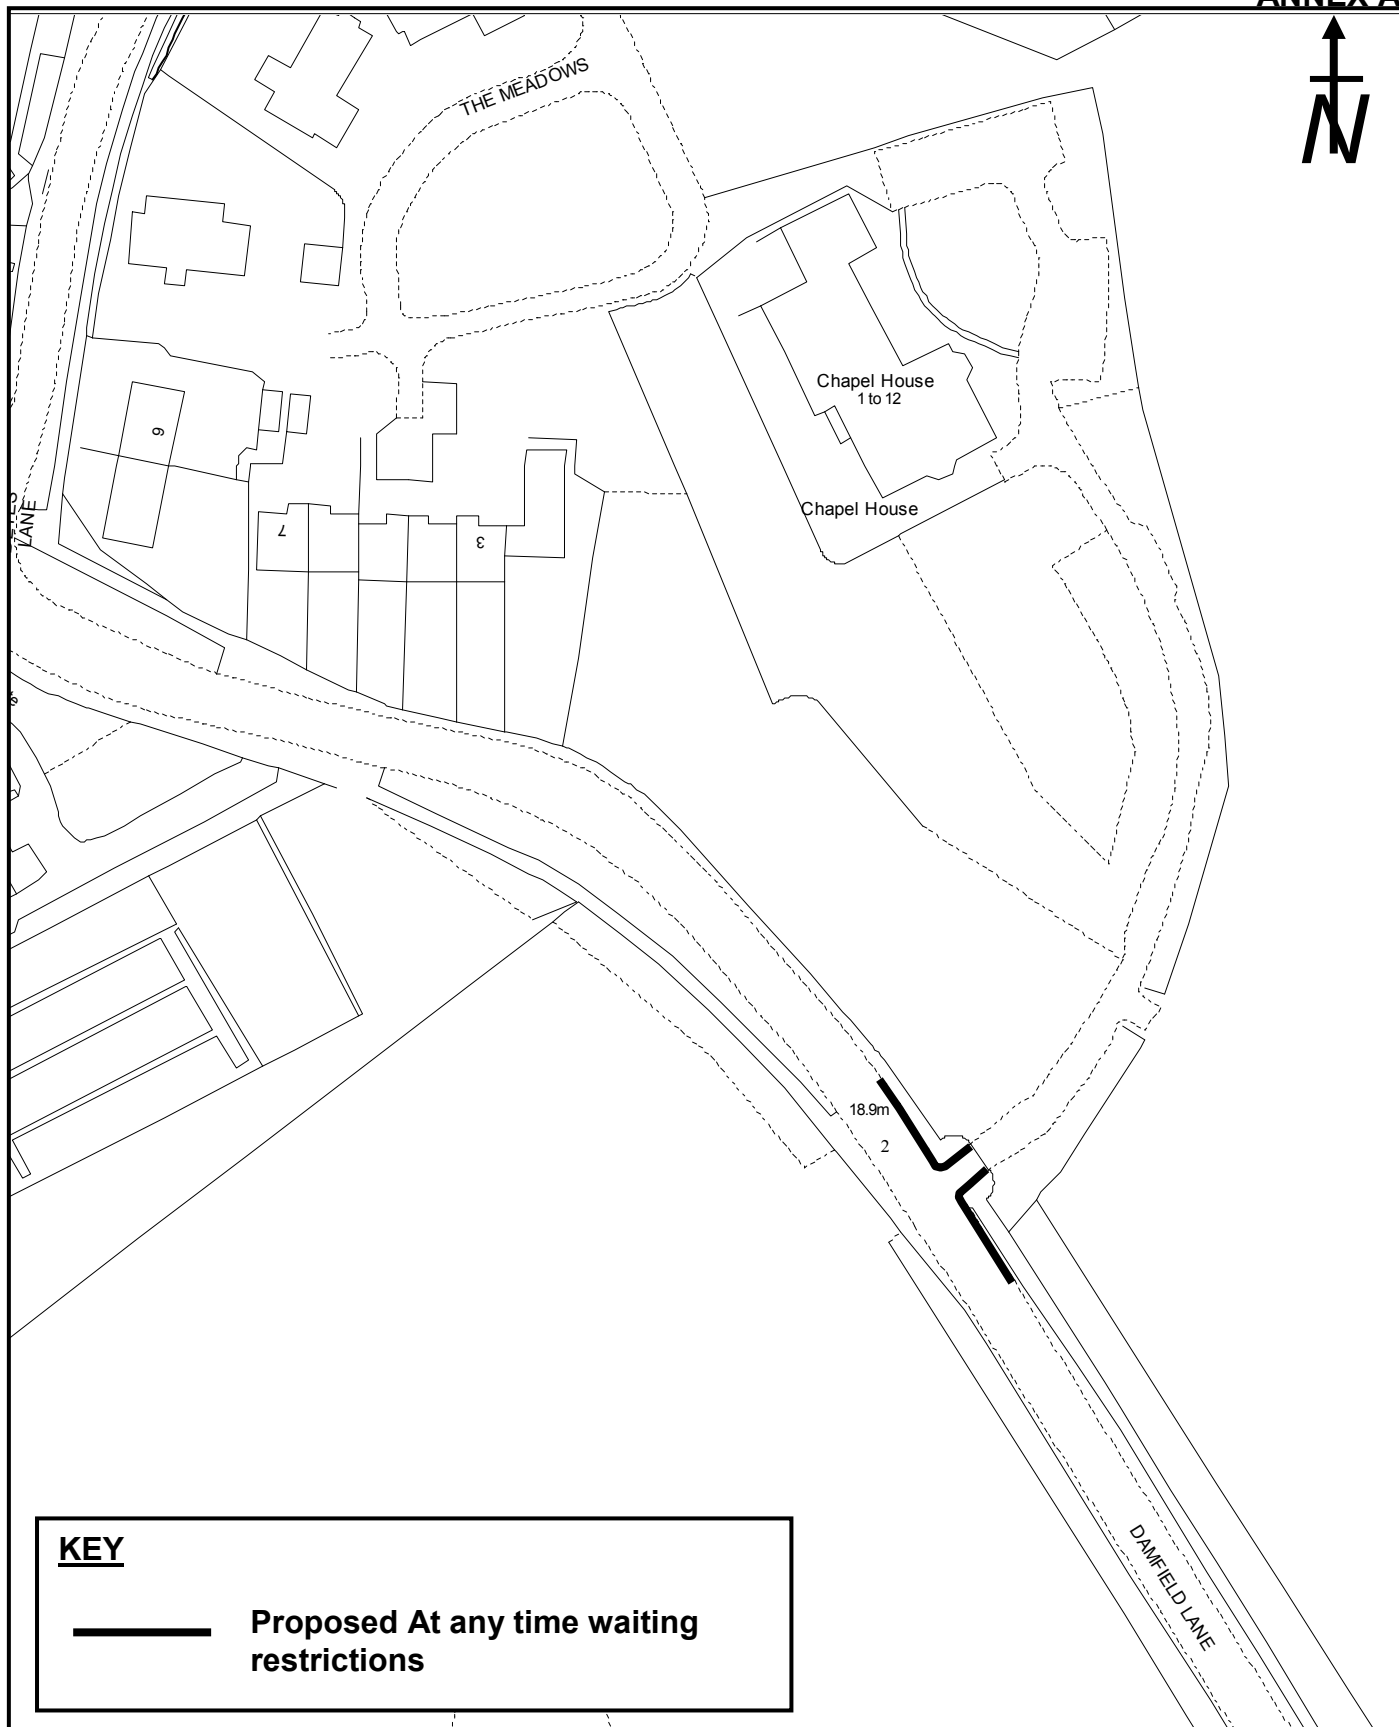 ANNEX A
N
THE MEADOWS
Chapel House
1 to 12
Chapel House
9
7
3
LANE
18.9m
2
DAMFIELD LANE
KEY
Proposed At any time waiting
restrictions